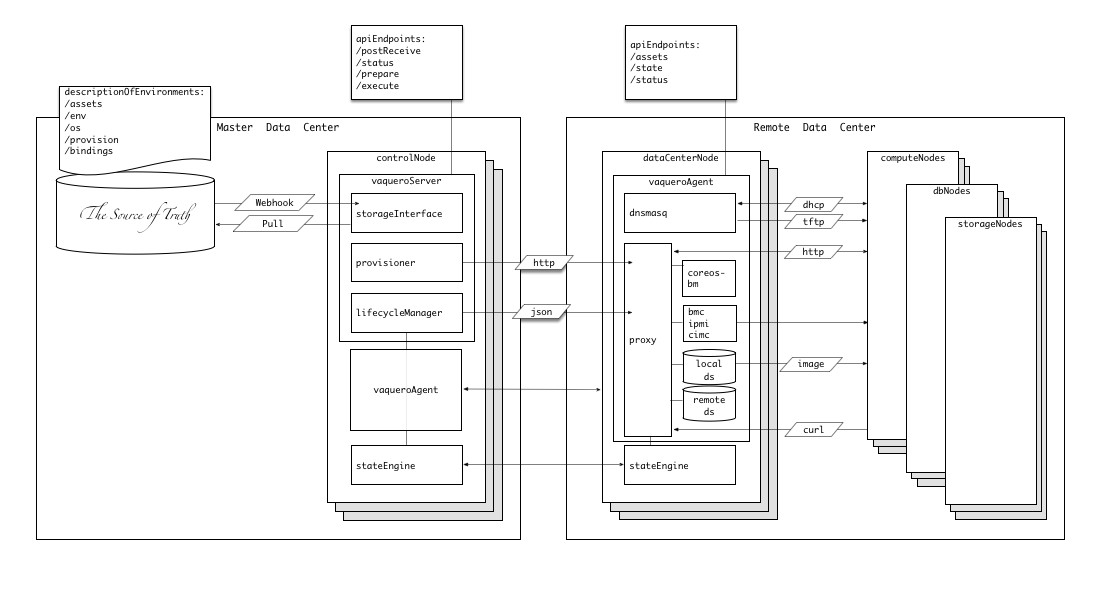 apiEndpoints:
/postReceive
/status
/prepare
/execute
apiEndpoints:
/assets
/state
/status
descriptionOfEnvironments:
/assets
/env
/os
/provision
/bindings
Master Data Center
The Source of Truth
Webhook
Pull
controlNode
vaqueroServer
storageInterface
provisioner
lifecycleManager
vaqueroAgent
stateEngine
http
json
Remote Data Center
dataCenterNode
vaqueroAgent
dnsmasq
proxy
coreos-
bm
bmc
ipmi
cimc
local
ds
remote
ds
stateEngine
dhcp
tftp
http
image
curl
computeNodes
dbNodes
storageNodes